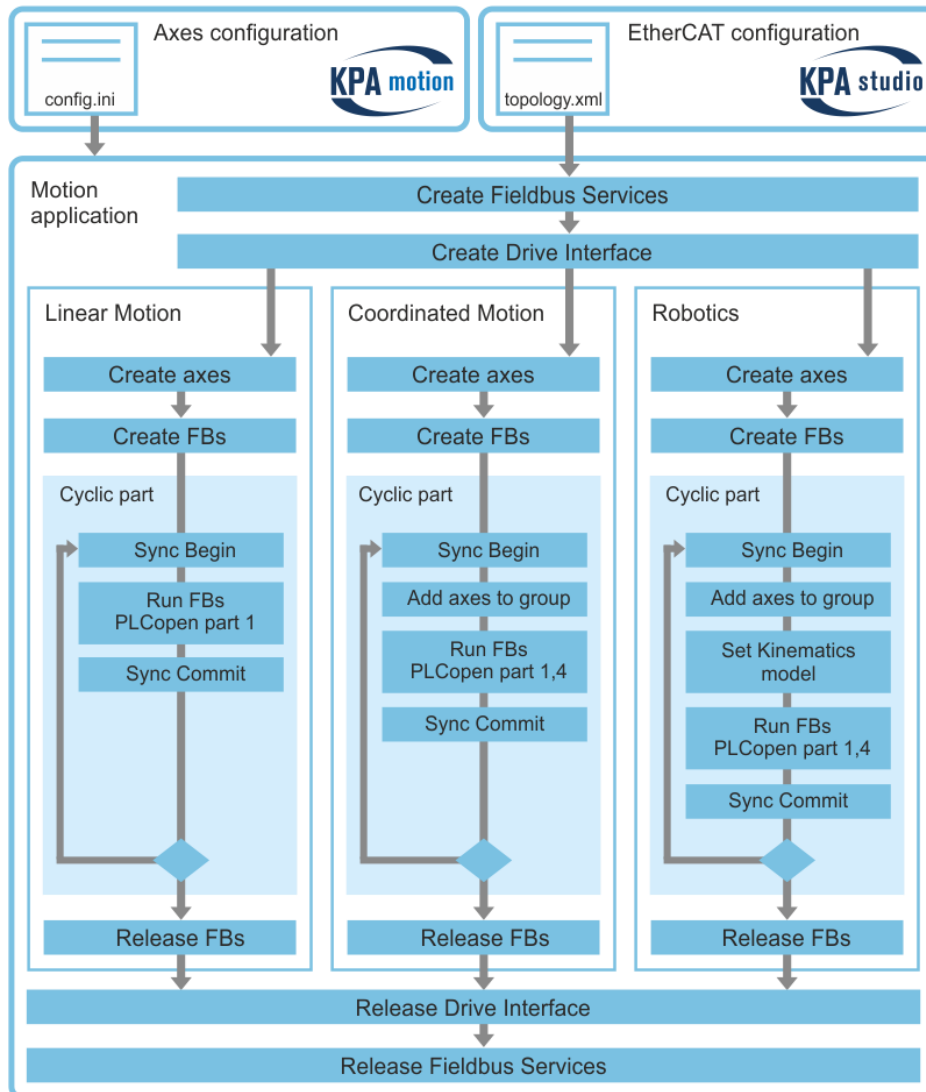 Axes configuration
config.ini
KPA motion
EtherCAT configuration
topology.xml
KPA studio
Motion
application
Create Fieldbus Services
Create Drive Interface
Linear Motion
Create axes
Create FBs
Cyclic part
Sync Begin
Run FBs
PLCopen part 1
Sync Commit
Release FBs
Coordinated Motion
Create axes
Create FBs
Cyclic part
Sync Begin
Add axes to group
Run FBs
PLCopen part 1,4
Sync Commit
Release FBs
Robotics
Create axes
Create FBs
Cyclic part
Sync Begin
Add axes to group
Set Kinematics
model
Run FBs
PLCopen part 1,4
Sync Commit
Release FBs
Release Drive Interface
Release Fieldbus Services